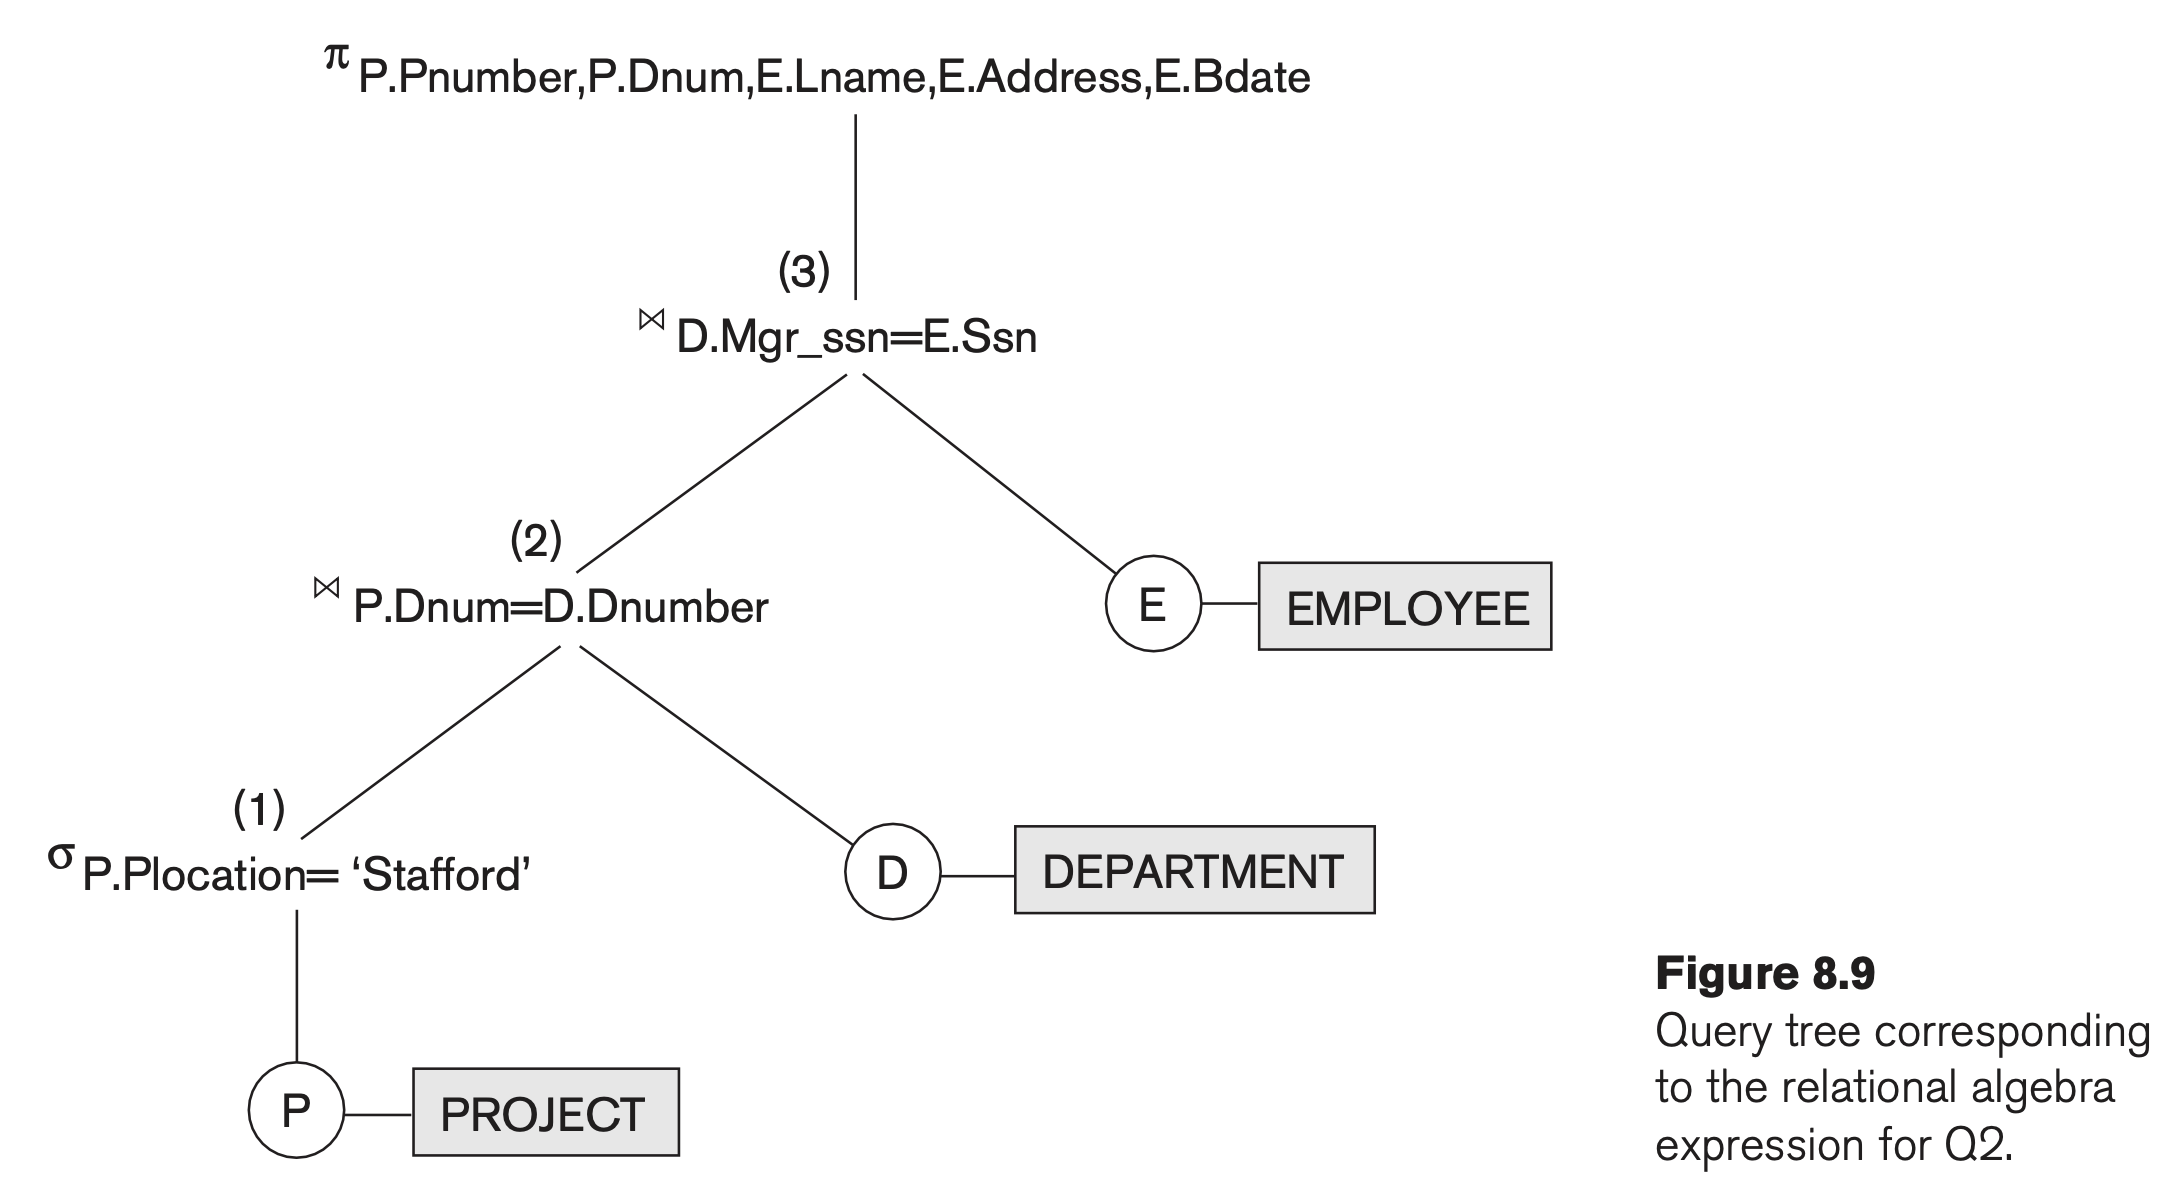 π P.Pnumber,P.Dnum,E.Lname,E.Address,E.Bdate
(3)
⋈ D.Mgr_ssn=E.Ssn
(2)
⋈ P.Dnum=D.Dnumber
E
EMPLOYEE
(1)
σ P.Plocation= ‘Stafford’
D
DEPARTMENT
P
PROJECT
Figure 8.9
Query tree corresponding
to the relational algebra
expression for Q2.